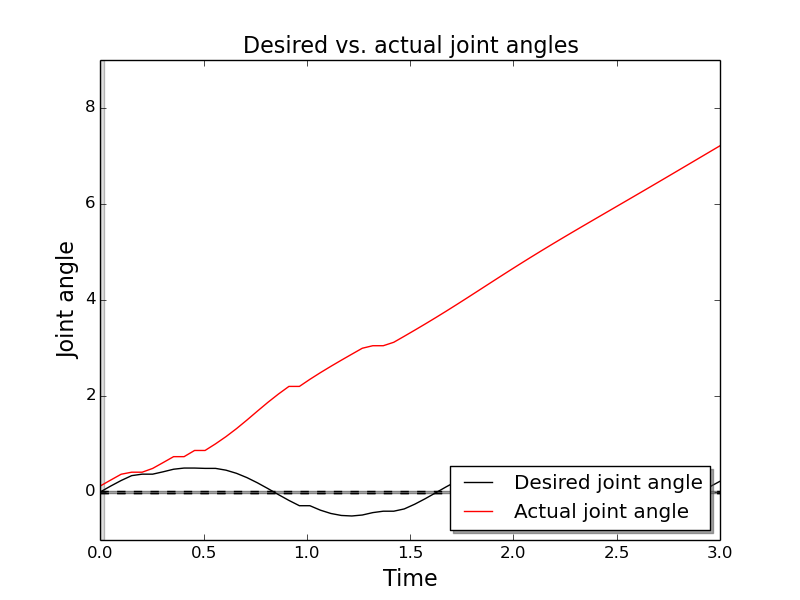 Desired vs. actual joint angles
Joint angle
8
6
4
2
0
Desired joint angle
Actual joint angle
0.0 0.5 1.0 1.5 2.0 2.5 3.0
Time